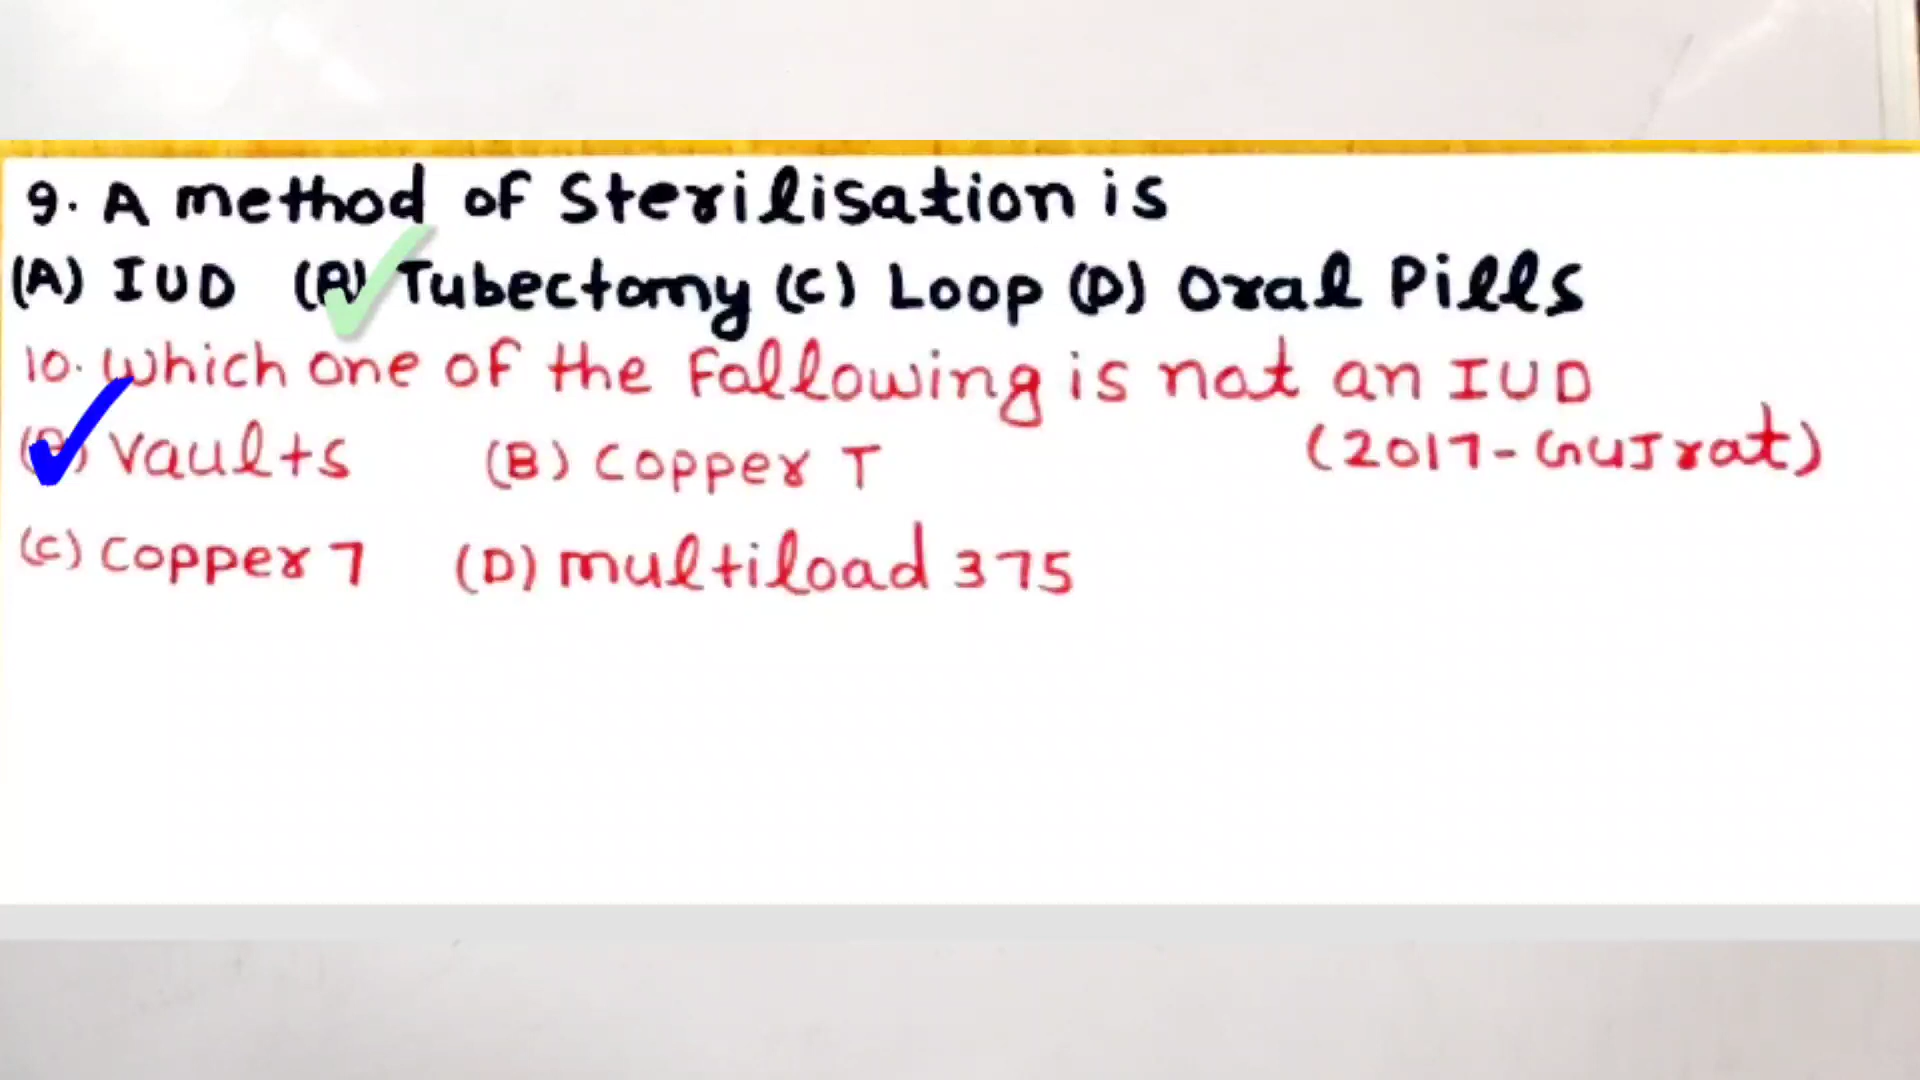 9. A method of Sterilisation is
(A) IUD (B) Tubectomy (C) Loop (D) Oral Pills
10. Which one of the Following is not an IUD
(A) Vaults (B) Copper T (2017-GuJrat)
(C) Copper 7 (D) multiload 375